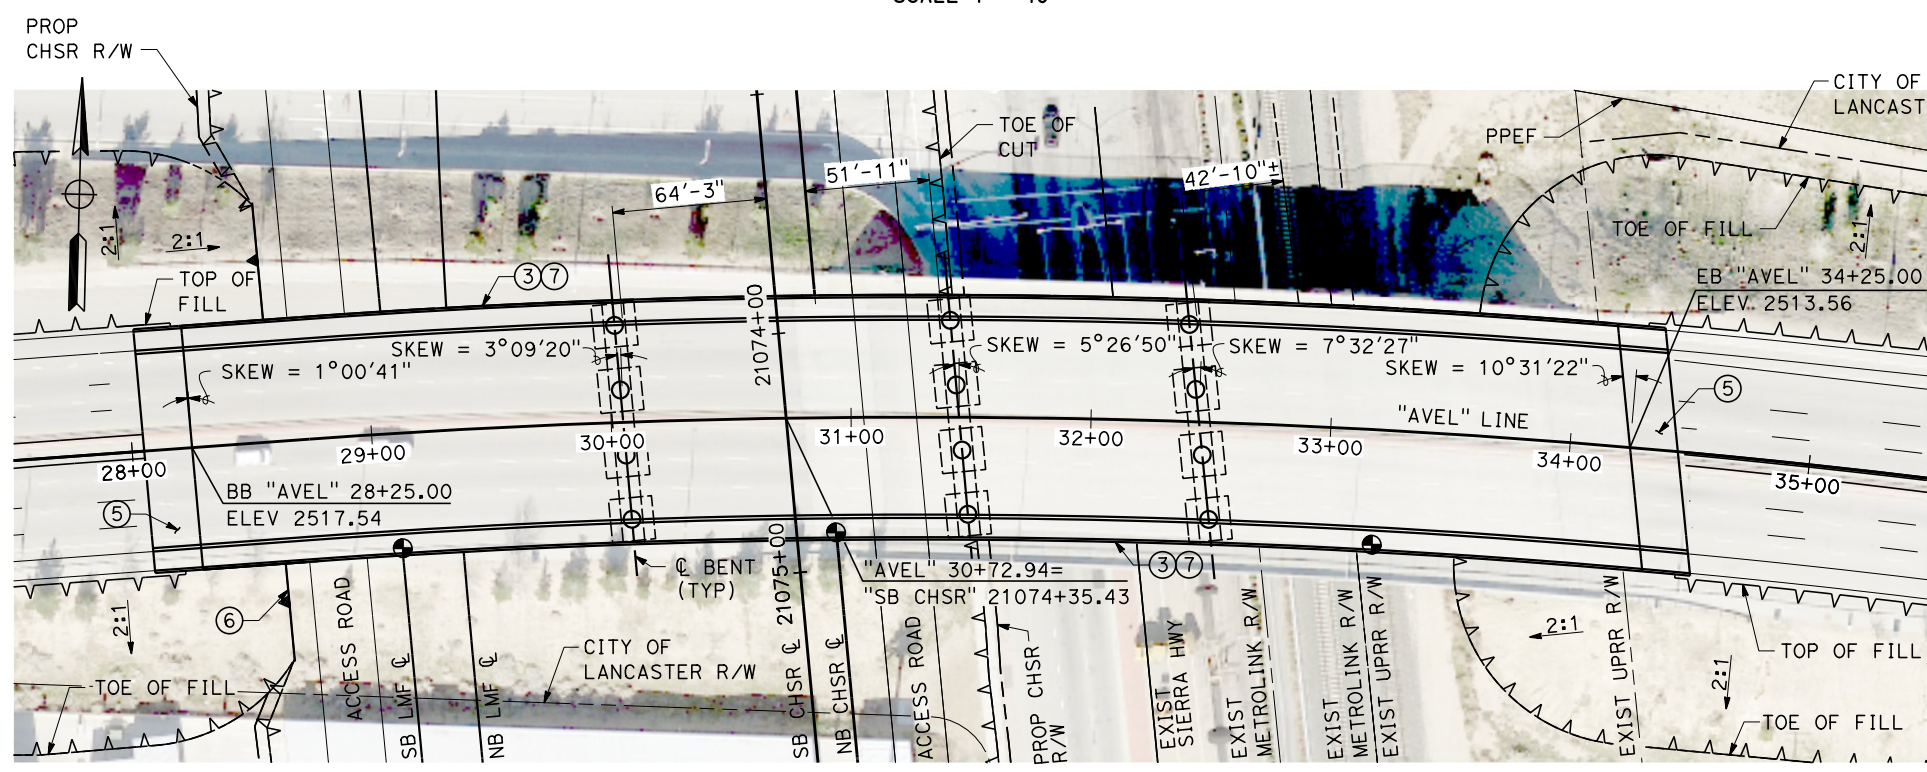 PROP
CHSR R/W
CITY OF
LANCAST
PPEF
TOE OF
CUT
64'-3"
51'-11"
42'-10"±
2:1
2:1
2:1
TOE OF FILL
TOP OF
FILL
3 7
EB "AVEL" 34+25.00
ELEV 2513.56
21074+00
SKEW = 1°00'41"
SKEW = 3°09'20"
SKEW = 5°26'50"
SKEW = 7°32'27"
SKEW = 10°31'22"
5
"AVEL" LINE
28+00
29+00
30+00
31+00
32+00
33+00
34+00
35+00
BB "AVEL" 28+25.00
ELEV 2517.54
5
℄ BENT
(TYP)
21075+00
"AVEL" 30+72.94=
"SB CHSR" 21074+35.43
3 7
6
2:1
2:1
2:1
CITY OF
LANCASTER R/W
TOE OF FILL
ACCESS ROAD
SB LMF ℄
NB LMF ℄
SB CHSR ℄
NB CHSR ℄
ACCESS ROAD
PROP CHSR
R/W
EXIST
SIERRA HWY
EXIST
METROLINK R/W
EXIST
METROLINK R/W
EXIST UPRR R/W
EXIST UPRR R/W
TOP OF FILL
TOE OF FILL